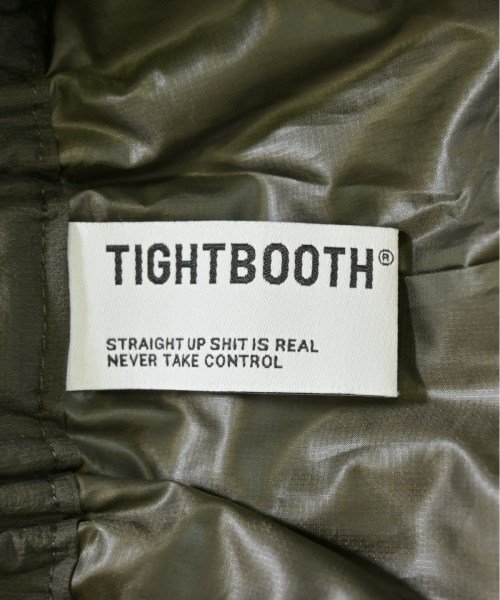 TIGHTBOOTH®
STRAIGHT UP SHIT IS REAL
NEVER TAKE CONTROL